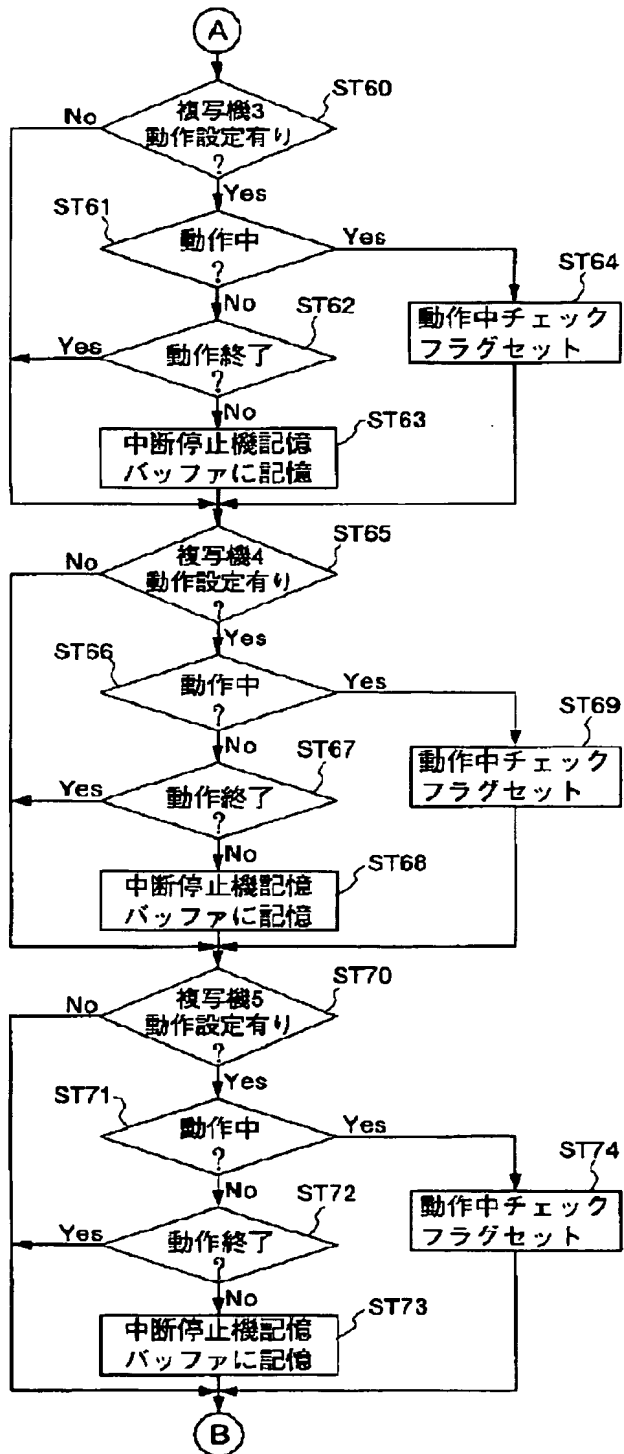 A
ST60
複写機3
動作設定有り
?
No
Yes
ST61
動作中
?
Yes
No
ST64
動作中チェック
フラグセット
ST62
動作終了
?
Yes
No
ST63
中断停止機記憶
バッファに記憶
ST65
複写機4
動作設定有り
?
No
Yes
ST66
動作中
?
Yes
No
ST69
動作中チェック
フラグセット
ST67
動作終了
?
Yes
No
ST68
中断停止機記憶
バッファに記憶
ST70
複写機5
動作設定有り
?
No
Yes
ST71
動作中
?
Yes
No
ST74
動作中チェック
フラグセット
ST72
動作終了
?
Yes
No
ST73
中断停止機記憶
バッファに記憶
B